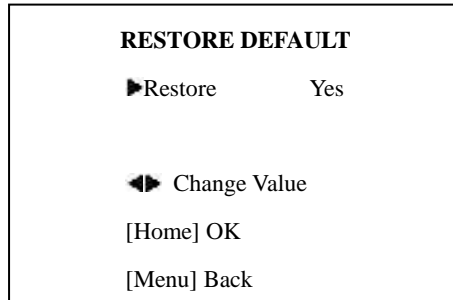 RESTORE DEFAULT
Restore Yes
Change Value
[Home] OK
[Menu] Back